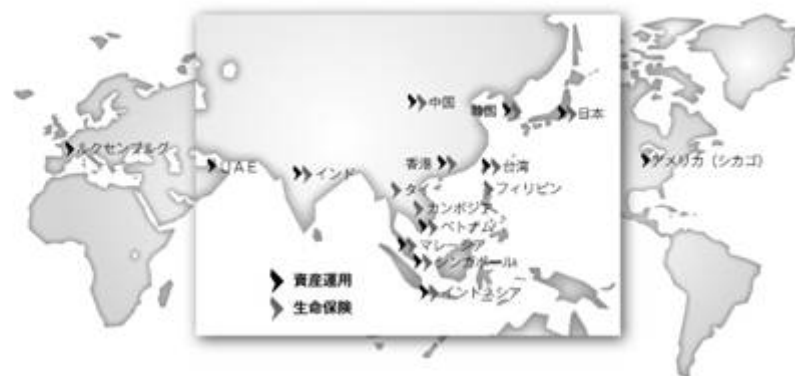 中国
韓国
日本
ルクセンブルグ
UAE
インド
香港
台湾
アメリカ（シカゴ）
タイ
フィリピン
カンボジア
ベトナム
マレーシア
シンガポール
インドネシア
資産運用
生命保険